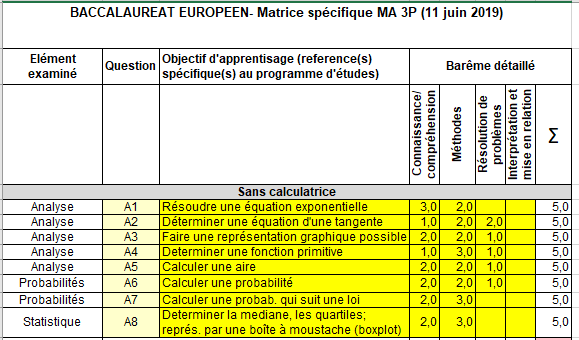 BACCALAUREAT EUROPEEN- Matrice spécifique MA 3P (11 juin 2019)
Elément examiné Question Objectif d'apprentisage (reference(s) spécifique(s) au programme d'études) Barême détaillé
Connaissance/ compréhension Méthodes Résolution de problèmes Interprétation et mise en relation Σ
Sans calculatrice
Analyse A1 Résoudre une équation exponentielle 3,0 2,0 5,0
Analyse A2 Déterminer une équation d'une tangente 1,0 2,0 2,0 5,0
Analyse A3 Faire une représentation graphique possible 2,0 2,0 1,0 5,0
Analyse A4 Determiner une fonction primitive 1,0 3,0 1,0 5,0
Analyse A5 Calculer une aire 2,0 2,0 1,0 5,0
Probabilités A6 Calculer une probabilité 2,0 2,0 1,0 5,0
Probabilités A7 Calculer une probab. qui suit une loi 2,0 3,0 5,0
Statistique A8 Determiner la mediane, les quartiles; représ. par une boîte à moustache (boxplot) 2,0 3,0 5,0